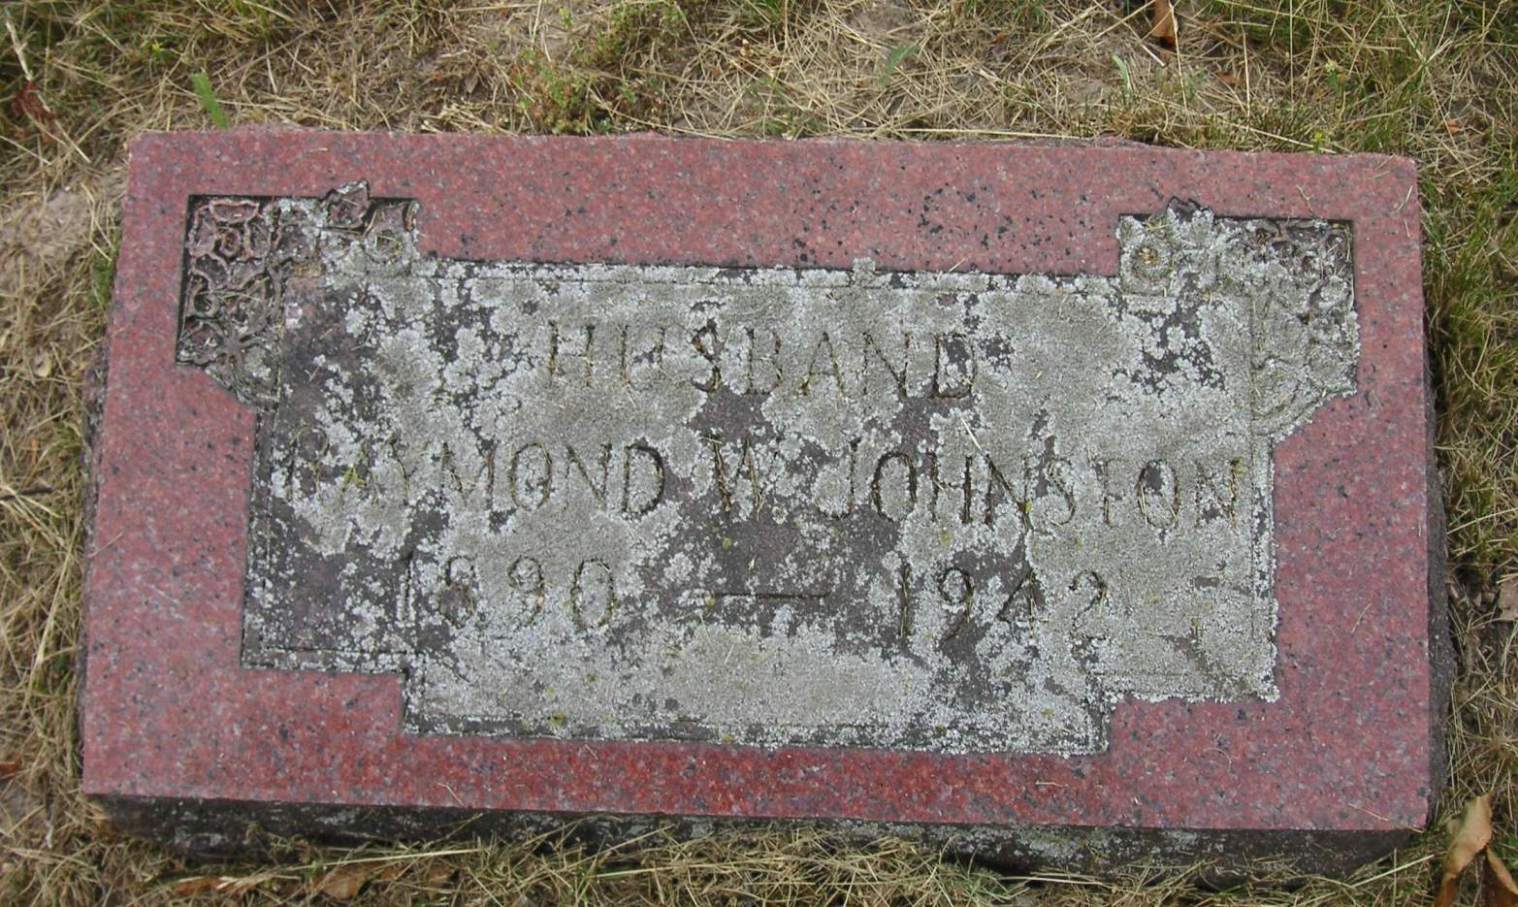 HUSBAND
RAYMOND W. JOHNSTON
1890 — 1942